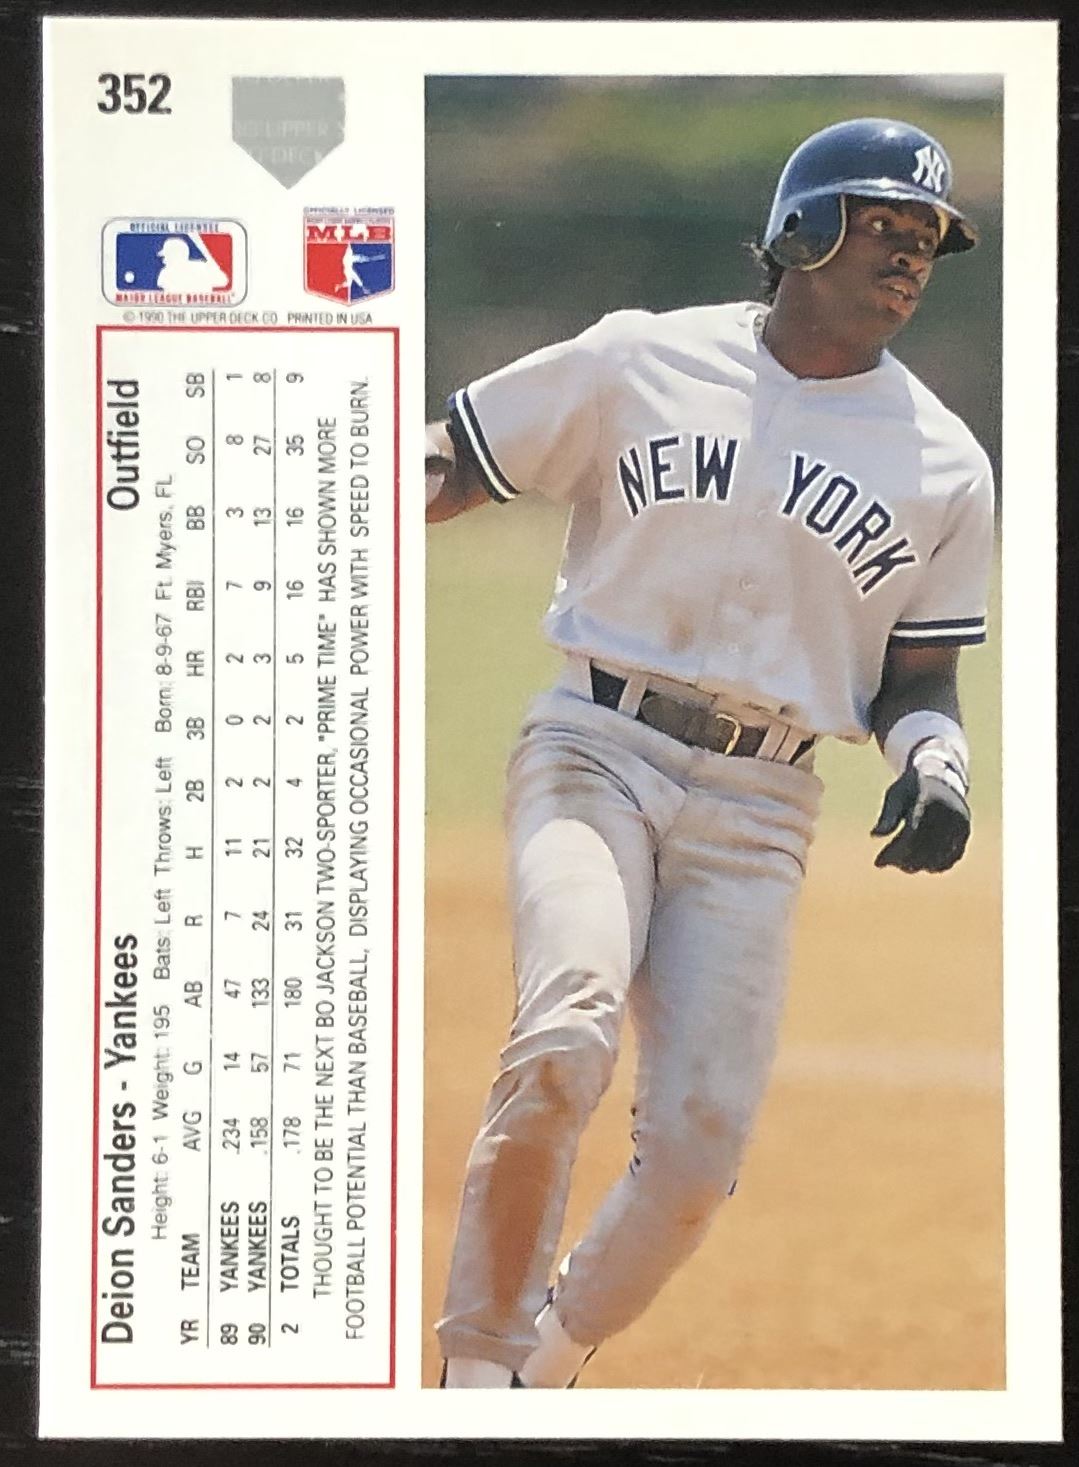 352
UPPER
DECK
OFFICIAL LICENSEE
MAJOR LEAGUE BASEBALL
OFFICIALLY LICENSED
MLB
© 1990 THE UPPER DECK CO. PRINTED IN USA
Deion Sanders - Yankees Outfield
Height: 6-1 Weight: 195 Bats: Left Throws: Left Born: 8-9-67 Ft. Myers, FL
YR TEAM AVG G AB R H 2B 3B HR RBI BB SO SB
89 YANKEES .234 14 47 7 11 2 0 2 7 3 8 1
90 YANKEES .158 57 133 24 21 2 2 3 9 13 27 8
2 TOTALS .178 71 180 31 32 4 2 5 16 16 35 9
THOUGHT TO BE THE NEXT BO JACKSON TWO-SPORTER, "PRIME TIME" HAS SHOWN MORE
FOOTBALL POTENTIAL THAN BASEBALL, DISPLAYING OCCASIONAL POWER WITH SPEED TO BURN.
NY
NEW YORK